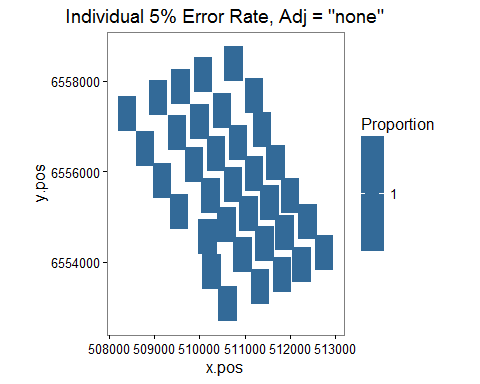 Individual 5% Error Rate, Adj = "none"
6558000
6556000
6554000
y.pos
508000 509000 510000 511000 512000 513000
x.pos
Proportion
1